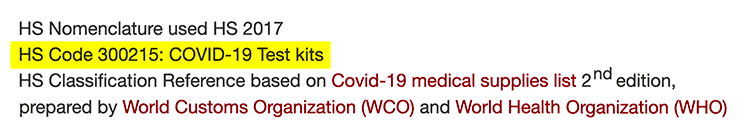 HS Nomenclature used HS 2017
HS Code 300215: COVID-19 Test kits
HS Classification Reference based on Covid-19 medical supplies list 2nd edition,
prepared by World Customs Organization (WCO) and World Health Organization (WHO)